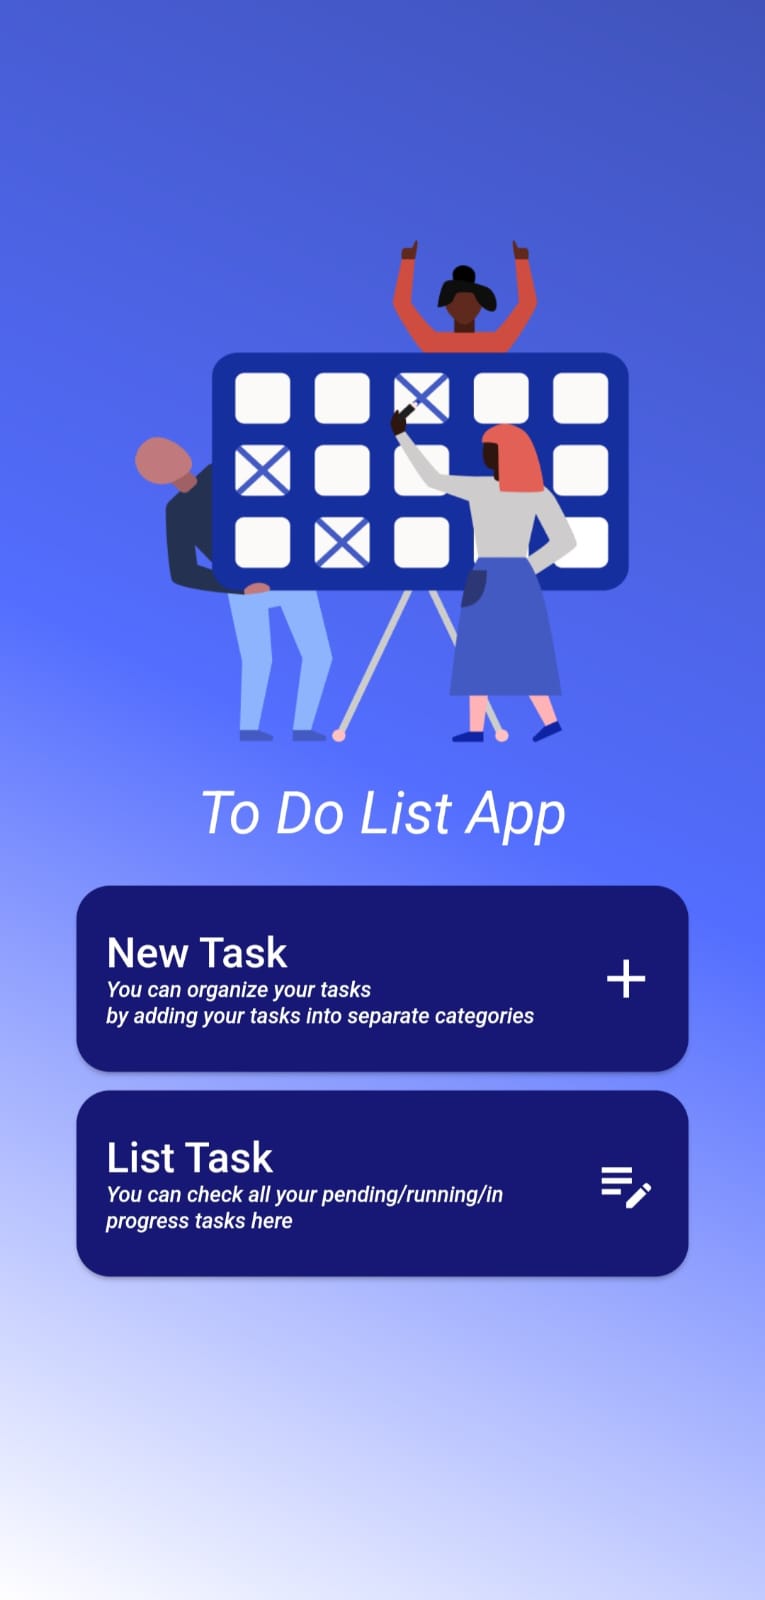 To Do List App
New Task
You can organize your tasks
by adding your tasks into separate categories
List Task
You can check all your pending/running/in
progress tasks here